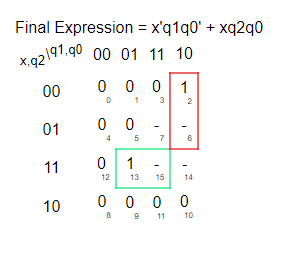 Final Expression = x'q1q0' + xq2q0
x,q2\q1,q0 00 01 11 10
00 0 0 0 1
0 1 3 2
01 0 0 - -
4 5 7 6
11 0 1 - -
12 13 15 14
10 0 0 0 0
8 9 11 10